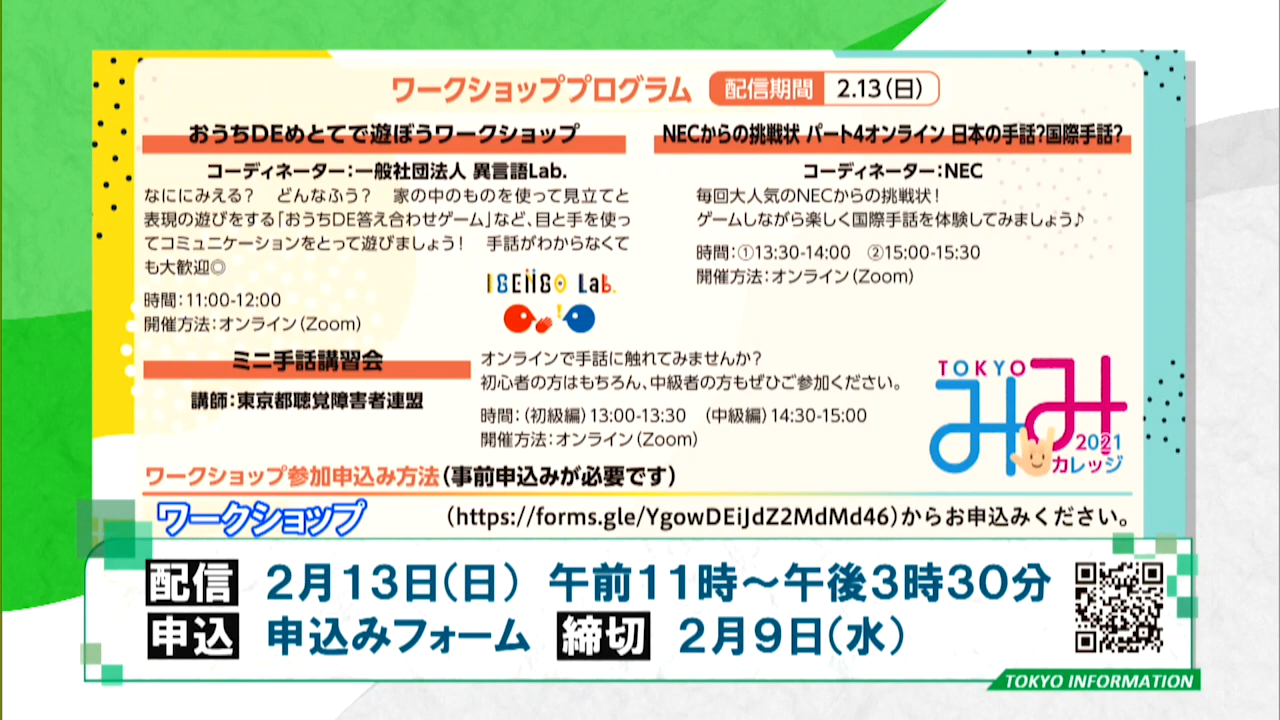 ワークショッププログラム 配信期間 2.13(日)
おうちDEめとてで遊ぼうワークショップ
コーディネーター:一般社団法人 異言語Lab.
なににみえる? どんなふう? 家の中のものを使って見立てと
表現の遊びをする「おうちDE答え合わせゲーム」など、目と手を使っ
てコミュニケーションをとって遊びましょう! 手話がわからなくて
も大歓迎◎
時間:11:00-12:00
開催方法:オンライン(Zoom)
IGENGO Lab.
NECからの挑戦状 パート4オンライン 日本の手話?国際手話?
コーディネーター:NEC
毎回大人気のNECからの挑戦状!
ゲームしながら楽しく国際手話を体験してみましょう♪
時間:①13:30-14:00 ②15:00-15:30
開催方法:オンライン(Zoom)
ミニ手話講習会
講師:東京都聴覚障害者連盟
オンラインで手話に触れてみませんか?
初心者の方はもちろん、中級者の方もぜひご参加ください。
時間:(初級編)13:00-13:30 (中級編)14:30-15:00
開催方法:オンライン(Zoom)
TOKYO
みみ
2021
カレッジ
ワークショップ参加申込み方法(事前申込みが必要です)
ワークショップ (https://forms.gle/YgowDEiJdZ2MdMd46)からお申込みください。
配信 2月13日(日) 午前11時~午後3時30分
申込 申込みフォーム 締切 2月9日(水)
TOKYO INFORMATION